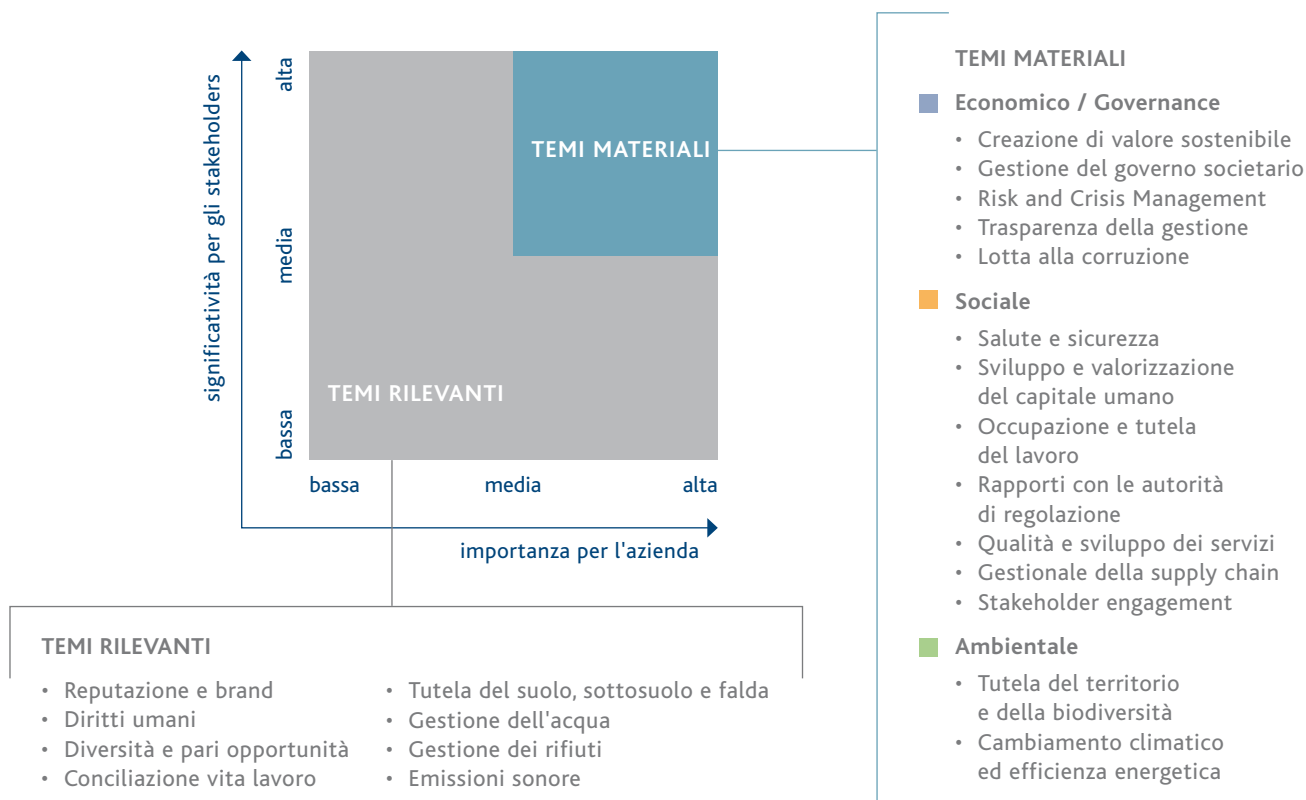 significatività per gli stakeholders
alta
media
bassa
TEMI MATERIALI
TEMI RILEVANTI
bassa
media
alta
importanza per l'azienda
TEMI RILEVANTI
• Reputazione e brand
• Diritti umani
• Diversità e pari opportunità
• Conciliazione vita lavoro
• Tutela del suolo, sottosuolo e falda
• Gestione dell'acqua
• Gestione dei rifiuti
• Emissioni sonore
TEMI MATERIALI
Economico / Governance
• Creazione di valore sostenibile
• Gestione del governo societario
• Risk and Crisis Management
• Trasparenza della gestione
• Lotta alla corruzione
Sociale
• Salute e sicurezza
• Sviluppo e valorizzazione
del capitale umano
• Occupazione e tutela
del lavoro
• Rapporti con le autorità
di regolazione
• Qualità e sviluppo dei servizi
• Gestionale della supply chain
• Stakeholder engagement
Ambientale
• Tutela del territorio
e della biodiversità
• Cambiamento climatico
ed efficienza energetica